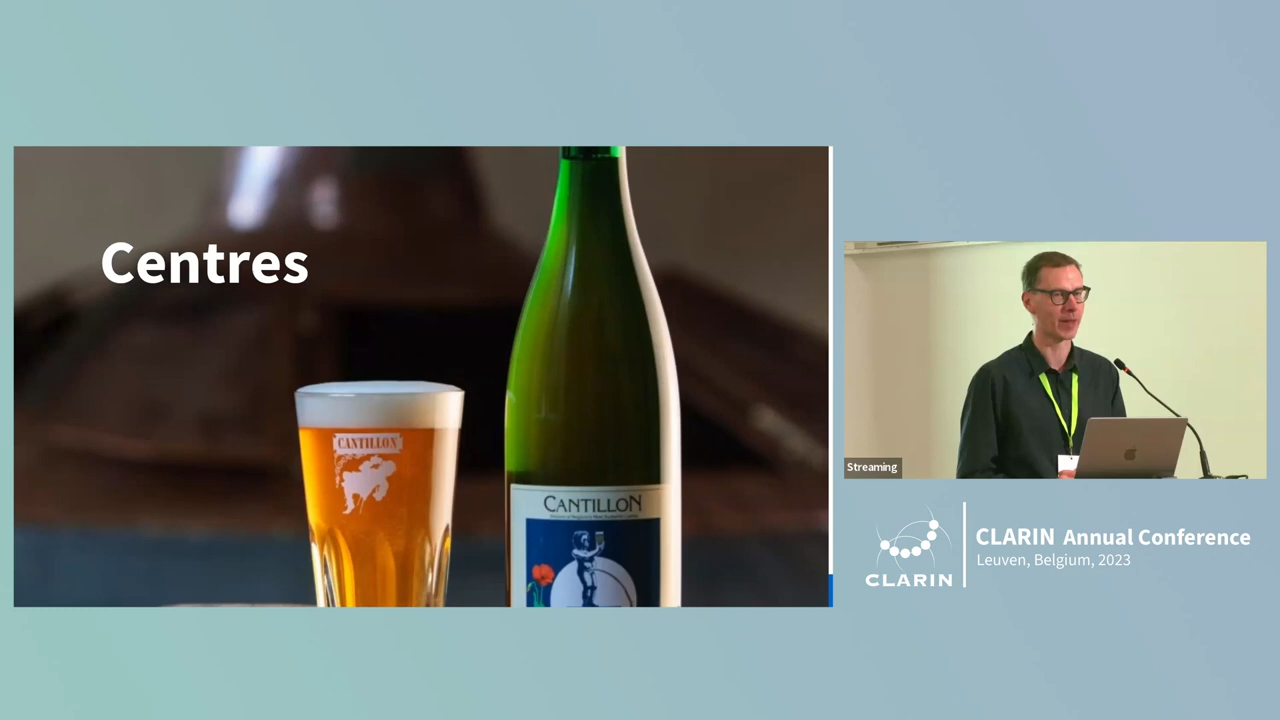 Centres
CANTILLON
CANTILLON
Streaming
CLARIN
CLARIN Annual Conference
Leuven, Belgium, 2023